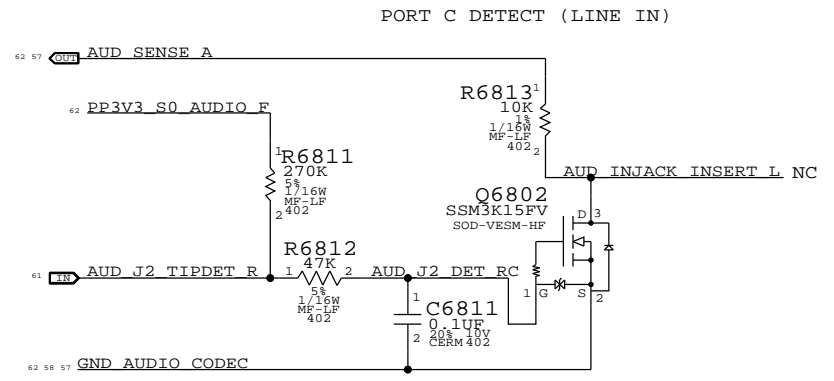 PORT C DETECT (LINE IN)
62 57 OUT AUD_SENSE_A
62 PP3V3_S0_AUDIO_F
R6813 1
10K
1%
1/16W
MF-LF
402
2
1 R6811
270K
5%
1/16W
MF-LF
402
2
AUD_INJACK_INSERT_L NC
Q6802
SSM3K15FV
SOD-VESM-HF
D 3
R6812
47K
61 IN AUD_J2_TIPDET_R 1 2 AUD_J2_DET_RC
5%
1/16W
MF-LF
402
1 G S 2
1 C6811
0.1UF
20% 10V
2 CERM 402
62 58 57 GND_AUDIO_CODEC